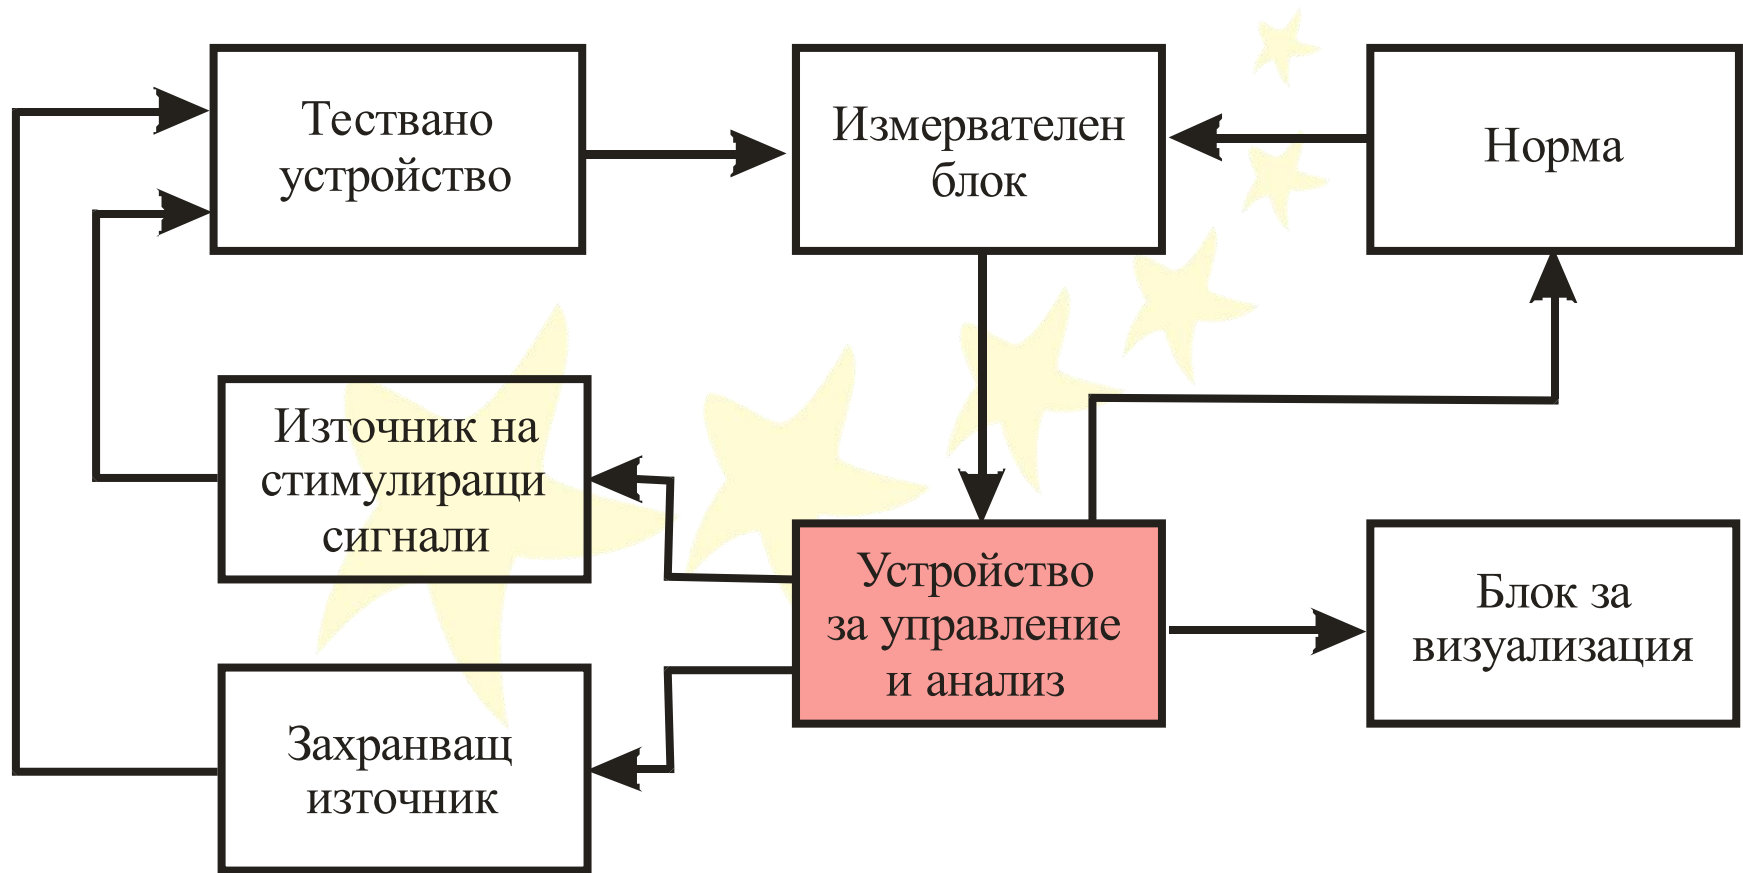 Тествано
устройство
Измервателен
блок
Норма
Източник на
стимулиращи
сигнали
Устройство
за управление
и анализ
Блок за
визуализация
Захранващ
източник